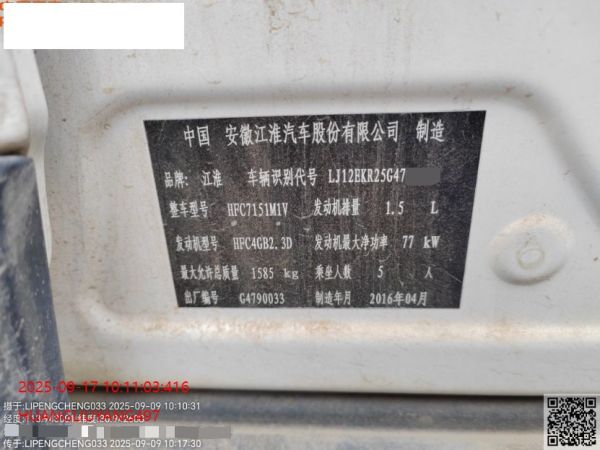 中国 安徽江淮汽车股份有限公司 制造
品牌: 江淮 车辆识别代号 LJ12EKR25G47
整车型号 HFC7151M1V 发动机排量 1.5 L
发动机型号 HFC4GB2.3D 发动机最大净功率 77 kW
最大允许总质量 1585 kg 乘坐人数 5 人
出厂编号 G4790033 制造年月 2016年04月
2025-09-17 10:11:03:416
摄于:LIPENGCHENG033 2025-09-09 10:10:31
经度:
传于:LIPENGCHENG033 2025-09-09 10:17:30